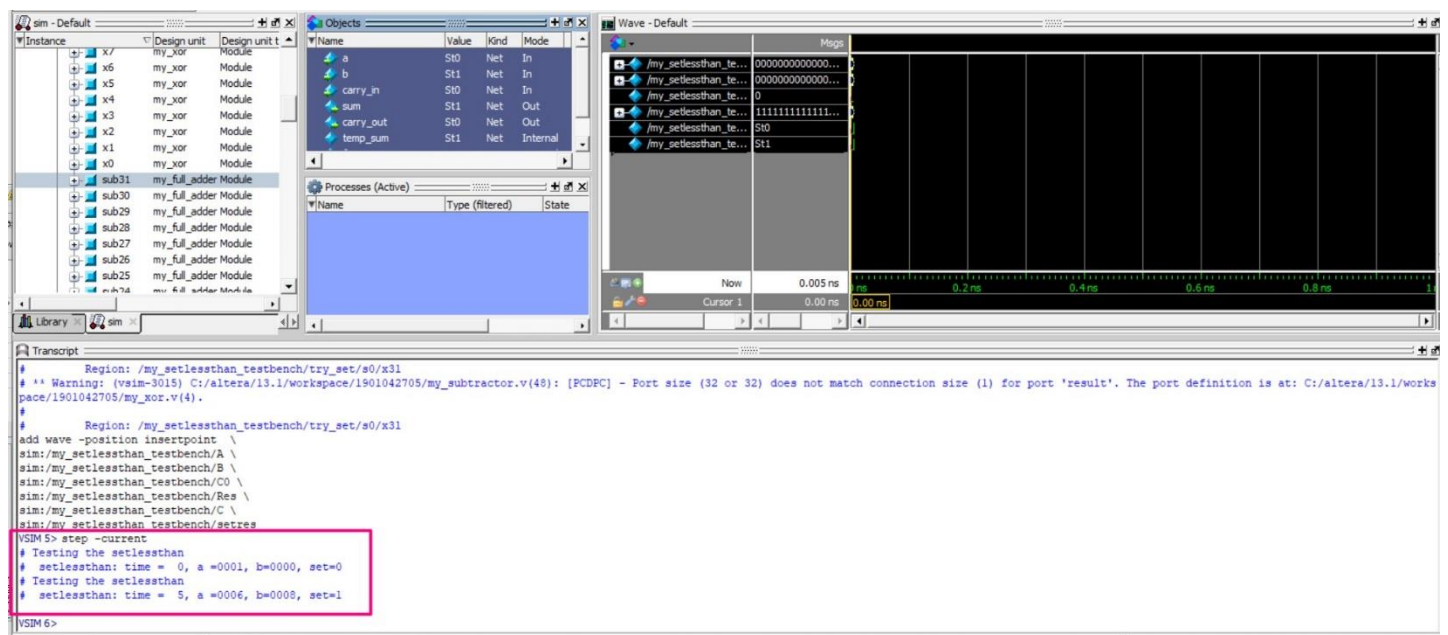 sim - Default
Instance Design unit Design unit t
x7 my_xor Module
x6 my_xor Module
x5 my_xor Module
x4 my_xor Module
x3 my_xor Module
x2 my_xor Module
x1 my_xor Module
x0 my_xor Module
sub31 my_full_adder Module
sub30 my_full_adder Module
sub29 my_full_adder Module
sub28 my_full_adder Module
sub27 my_full_adder Module
sub26 my_full_adder Module
sub25 my_full_adder Module
sub24 my_full_adder Module
Library sim
Objects
Name Value Kind Mode
a St0 Net In
b St1 Net In
carry_in St0 Net In
sum St1 Net Out
carry_out St0 Net Out
temp_sum St1 Net Internal
Processes (Active)
Name Type (filtered) State
Wave - Default
Msgs
/my_setlessthan_te... 0000000000000...
/my_setlessthan_te... 0000000000000...
/my_setlessthan_te... 0
/my_setlessthan_te... 1111111111111...
/my_setlessthan_te... St0
/my_setlessthan_te... St1
Now 0.005 ns ns 0.2 ns 0.4 ns 0.6 ns 0.8 ns
Cursor 1 0.00 ns 0.00 ns
Transcript
# Region: /my_setlessthan_testbench/try_set/s0/x31
# ** Warning: (vsim-3015) C:/altera/13.1/workspace/1901042705/my_subtractor.v(48): [PCDPC] - Port size (32 or 32) does not match connection size (1) for port 'result'. The port definition is at: C:/altera/13.1/works
pace/1901042705/my_xor.v(4).
#
# Region: /my_setlessthan_testbench/try_set/s0/x31
add wave -position insertpoint \
sim:/my_setlessthan_testbench/A \
sim:/my_setlessthan_testbench/B \
sim:/my_setlessthan_testbench/C0 \
sim:/my_setlessthan_testbench/Res \
sim:/my_setlessthan_testbench/C \
sim:/my_setlessthan_testbench/setres
VSIM 5> step -current
# Testing the setlessthan
# setlessthan: time = 0, a =0001, b=0000, set=0
# Testing the setlessthan
# setlessthan: time = 5, a =0006, b=0008, set=1
VSIM 6>